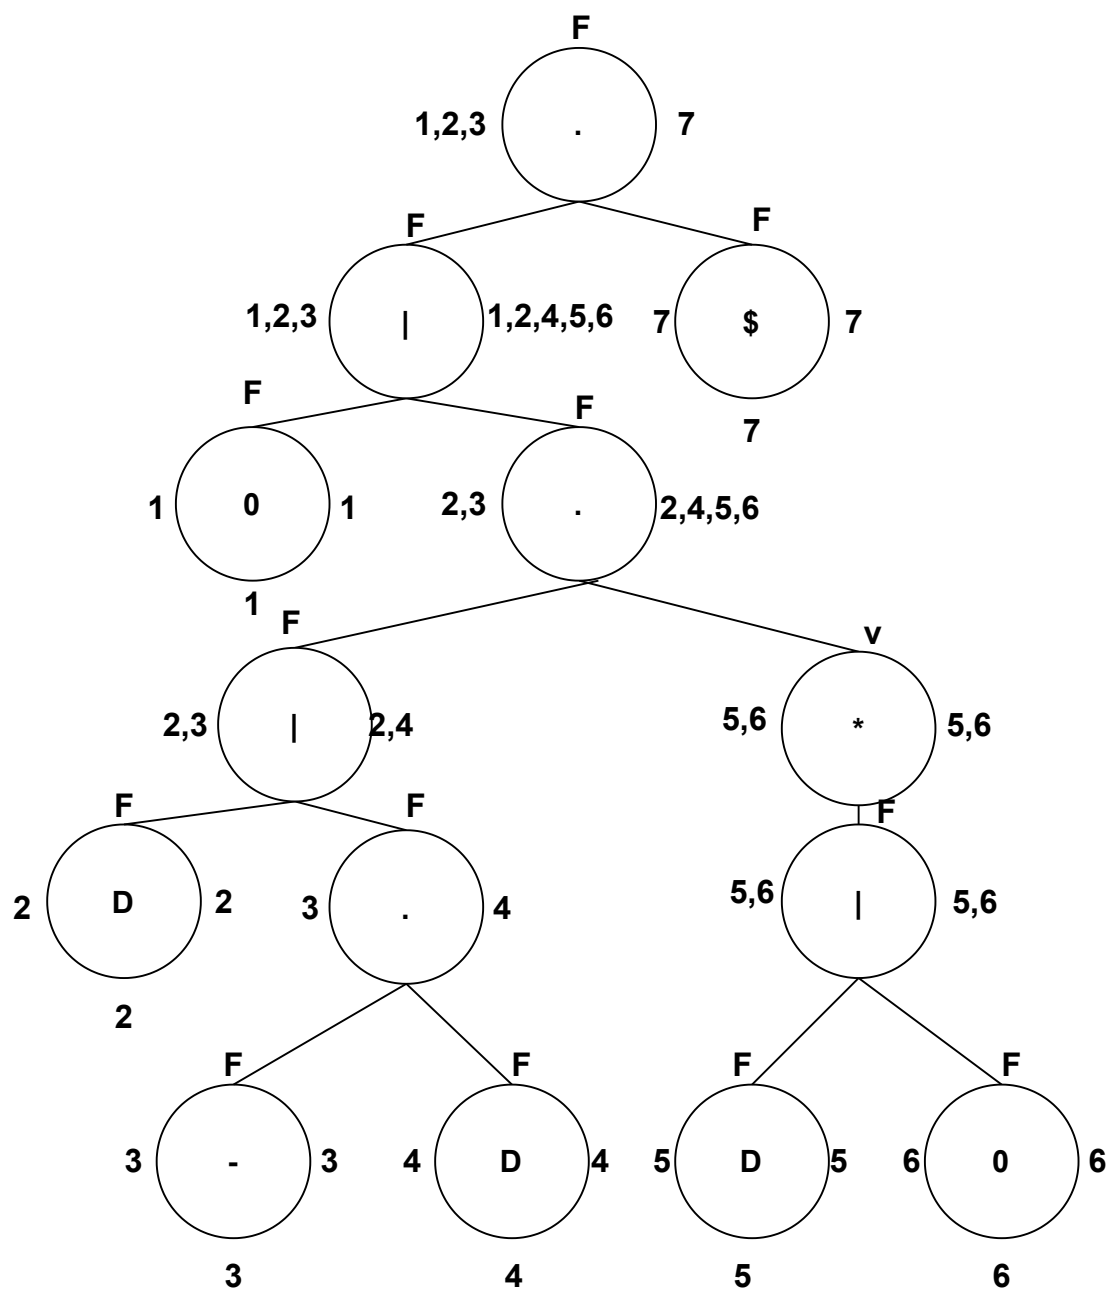 F
1,2,3 . 7
F F
1,2,3 | 1,2,4,5,6 7 $ 7
F F 7
1 0 1 2,3 . 2,4,5,6
1
F v
2,3 | 2,4 5,6 * 5,6
F F F
2 D 2 3 . 4 5,6 | 5,6
2
F F F F
3 - 3 4 D 4 5 D 5 6 0 6
3 4 5 6